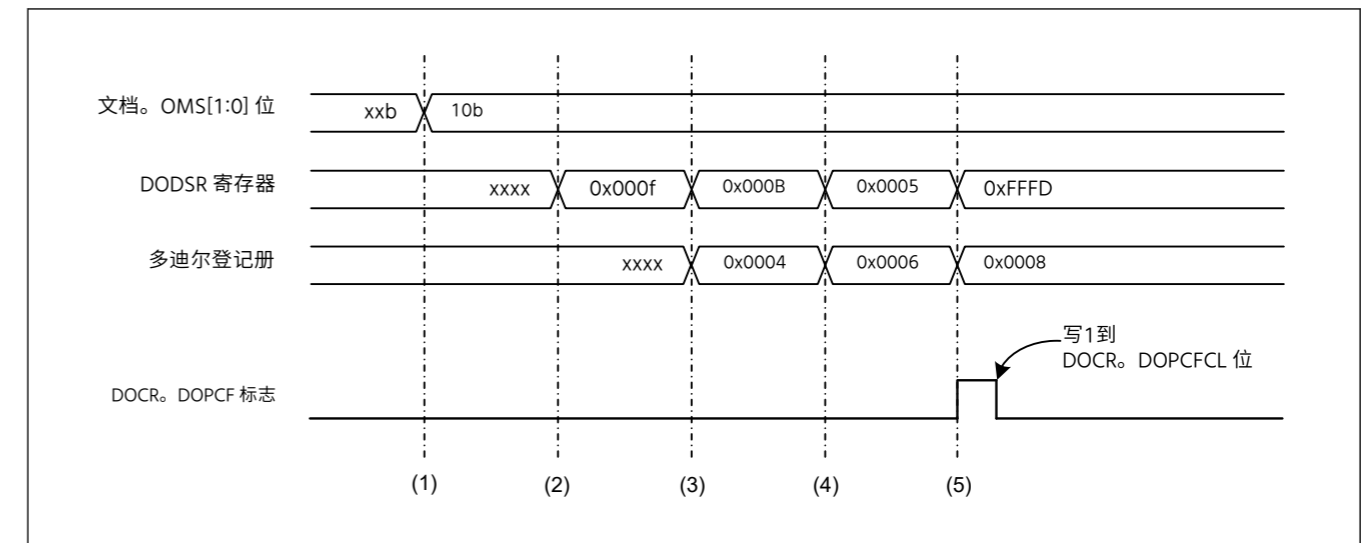 文档。OMS[1:0] 位
xxb
10b
DODSR 寄存器
xxxx
0x000f
0x000B
0x0005
0xFFFD
多迪尔登记册
xxxx
0x0004
0x0006
0x0008
写1到
DOCR。DOPCFCL 位
DOCR。DOPCF 标志
(1)
(2)
(3)
(4)
(5)